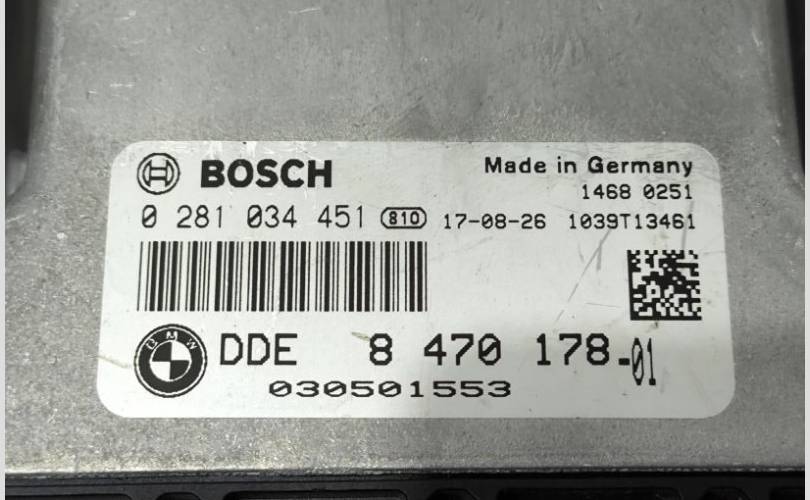 BOSCH
Made in Germany
1468 0251
0 281 034 451 810 17-08-26 1039T13461
BMW
DDE 8 470 178-01
030501553